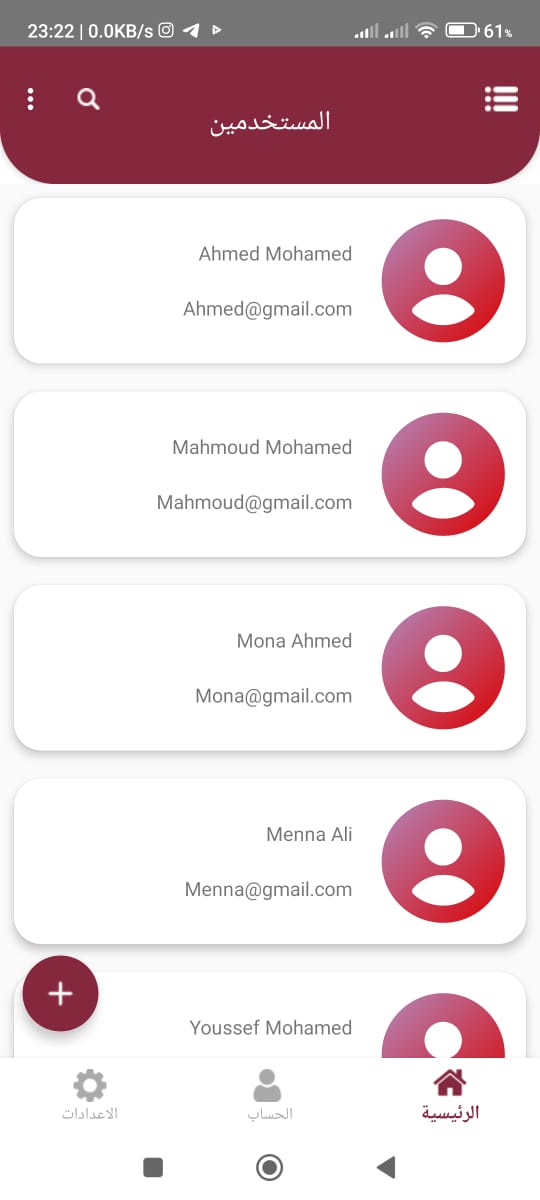 23:22 | 0.0KB/s
61%
المستخدمين
Ahmed Mohamed
Ahmed@gmail.com
Mahmoud Mohamed
Mahmoud@gmail.com
Mona Ahmed
Mona@gmail.com
Menna Ali
Menna@gmail.com
Youssef Mohamed
الرئيسية
الحساب
الاعدادات